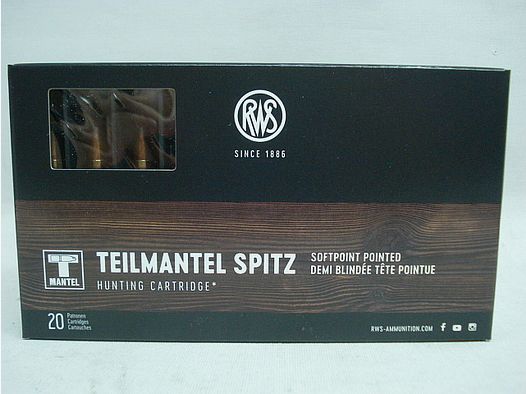 RWS
SINCE 1886
T
MANTEL
TEILMANTEL SPITZ
HUNTING CARTRIDGE*
SOFTPOINT POINTED
DEMI BLINDÉE TÊTE POINTUE
20 Patronen
Cartridges
Cartouches
RWS-AMMUNITION.COM